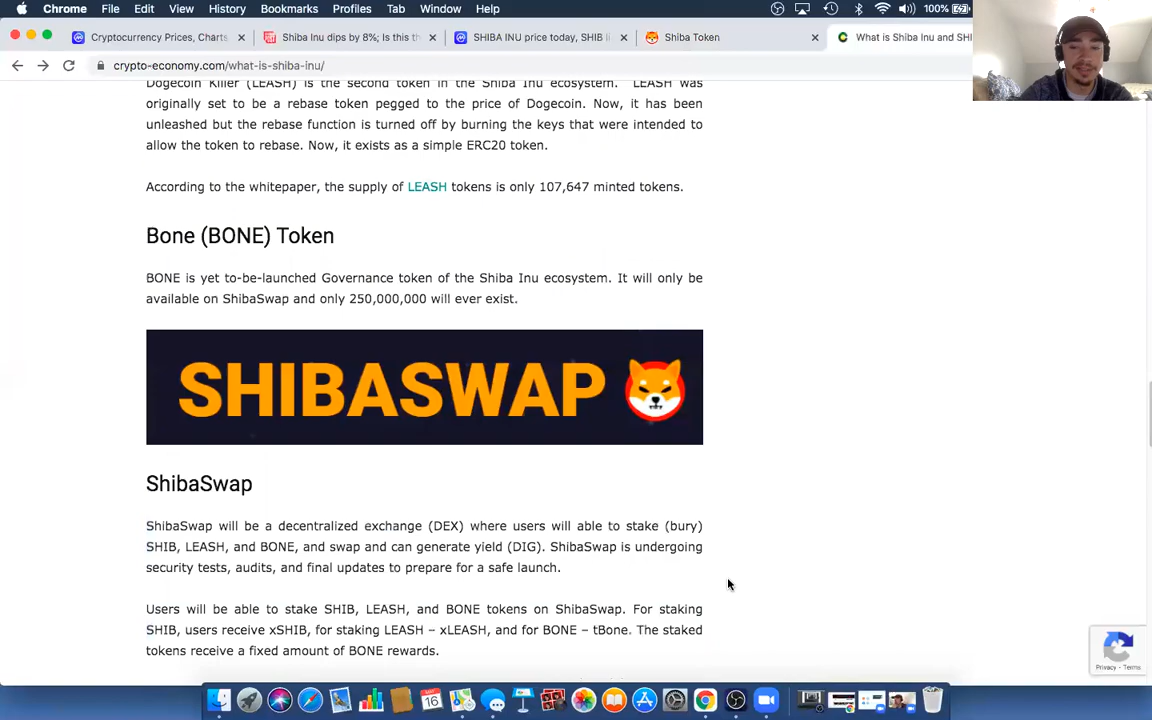 Chrome File Edit View History Bookmarks Profiles Tab Window Help 100%
Cryptocurrency Prices, Charts Shiba Inu dips by 8%; Is this th SHIBA INU price today, SHIB li Shiba Token What is Shiba Inu and SHI
crypto-economy.com/what-is-shiba-inu/
Dogecoin Killer (LEASH) is the second token in the Shiba Inu ecosystem. LEASH was
originally set to be a rebase token pegged to the price of Dogecoin. Now, it has been
unleashed but the rebase function is turned off by burning the keys that were intended to
allow the token to rebase. Now, it exists as a simple ERC20 token.
According to the whitepaper, the supply of LEASH tokens is only 107,647 minted tokens.
Bone (BONE) Token
BONE is yet to-be-launched Governance token of the Shiba Inu ecosystem. It will only be
available on ShibaSwap and only 250,000,000 will ever exist.
SHIBASWAP
ShibaSwap
ShibaSwap will be a decentralized exchange (DEX) where users will able to stake (bury)
SHIB, LEASH, and BONE, and swap and can generate yield (DIG). ShibaSwap is undergoing
security tests, audits, and final updates to prepare for a safe launch.
Users will be able to stake SHIB, LEASH, and BONE tokens on ShibaSwap. For staking
SHIB, users receive xSHIB, for staking LEASH – xLEASH, and for BONE – tBone. The staked
tokens receive a fixed amount of BONE rewards.
Privacy - Terms
16